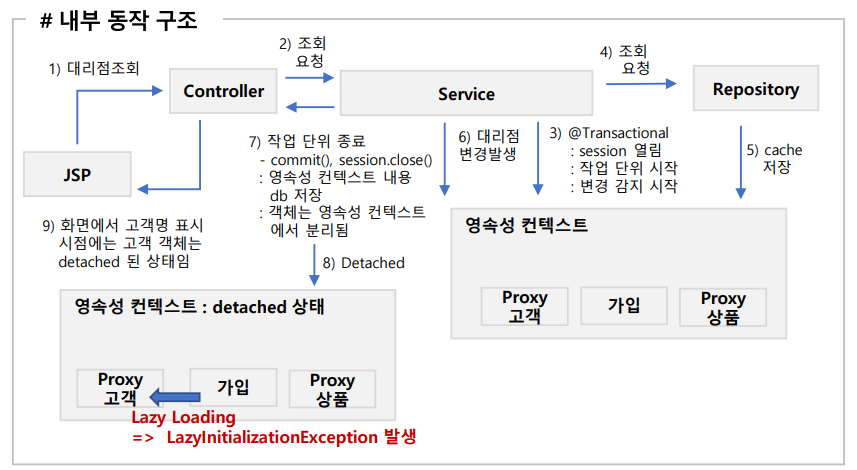 # 내부 동작 구조
1) 대리점조회
2) 조회
요청
4) 조회
요청
Controller
Service
Repository
JSP
7) 작업 단위 종료
- commit(), session.close()
: 영속성 컨텍스트 내용
db 저장
: 객체는 영속성 컨텍스트
에서 분리됨
6) 대리점
변경발생
3) @Transactional
: session 열림
: 작업 단위 시작
: 변경 감지 시작
5) cache
저장
9) 화면에서 고객명 표시
시점에는 고객 객체는
detached 된 상태임
8) Detached
영속성 컨텍스트
Proxy
고객
가입
Proxy
상품
영속성 컨텍스트 : detached 상태
Proxy
고객
가입
Proxy
상품
Lazy Loading
=> LazyInitializationException 발생